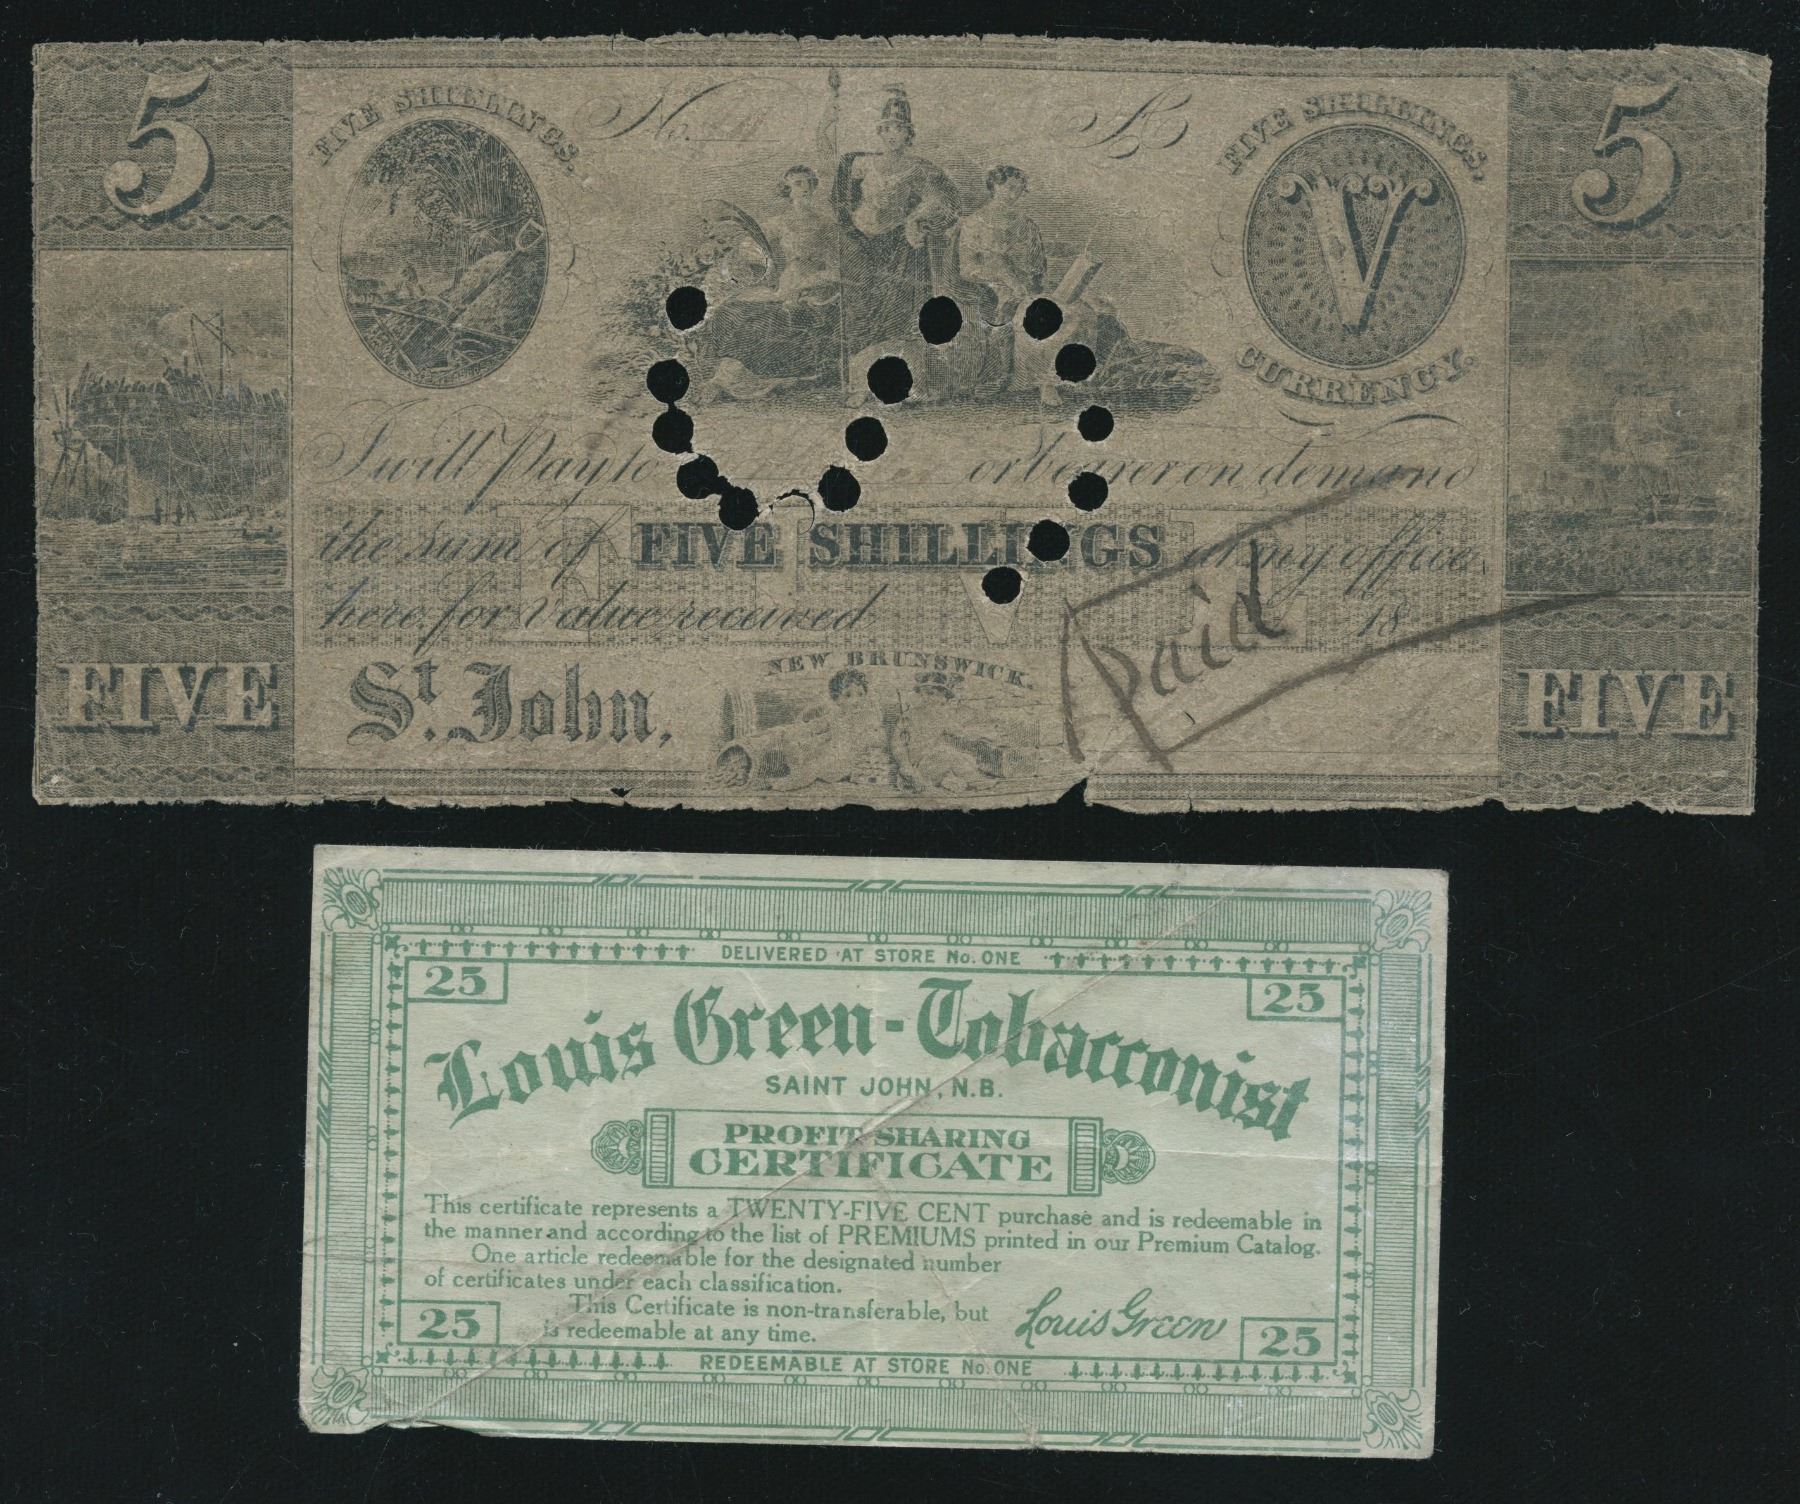 5
FIVE SHILLINGS.
No.
FIVE SHILLINGS,
V
CURRENCY.
5
I will Pay to or bearer on demand
the sum of FIVE SHILLINGS at my office
here, for value received 18
FIVE
St. John,
NEW BRUNSWICK.
Paid
FIVE
DELIVERED AT STORE No. ONE
25
25
Louis Green-Tobacconist
SAINT JOHN, N.B.
PROFIT SHARING
CERTIFICATE
This certificate represents a TWENTY-FIVE CENT purchase and is redeemable in
the manner and according to the list of PREMIUMS printed in our Premium Catalog.
One article redeemable for the designated number
of certificates under each classification.
This Certificate is non-transferable, but
is redeemable at any time.
Louis Green
25
25
REDEEMABLE AT STORE No. ONE